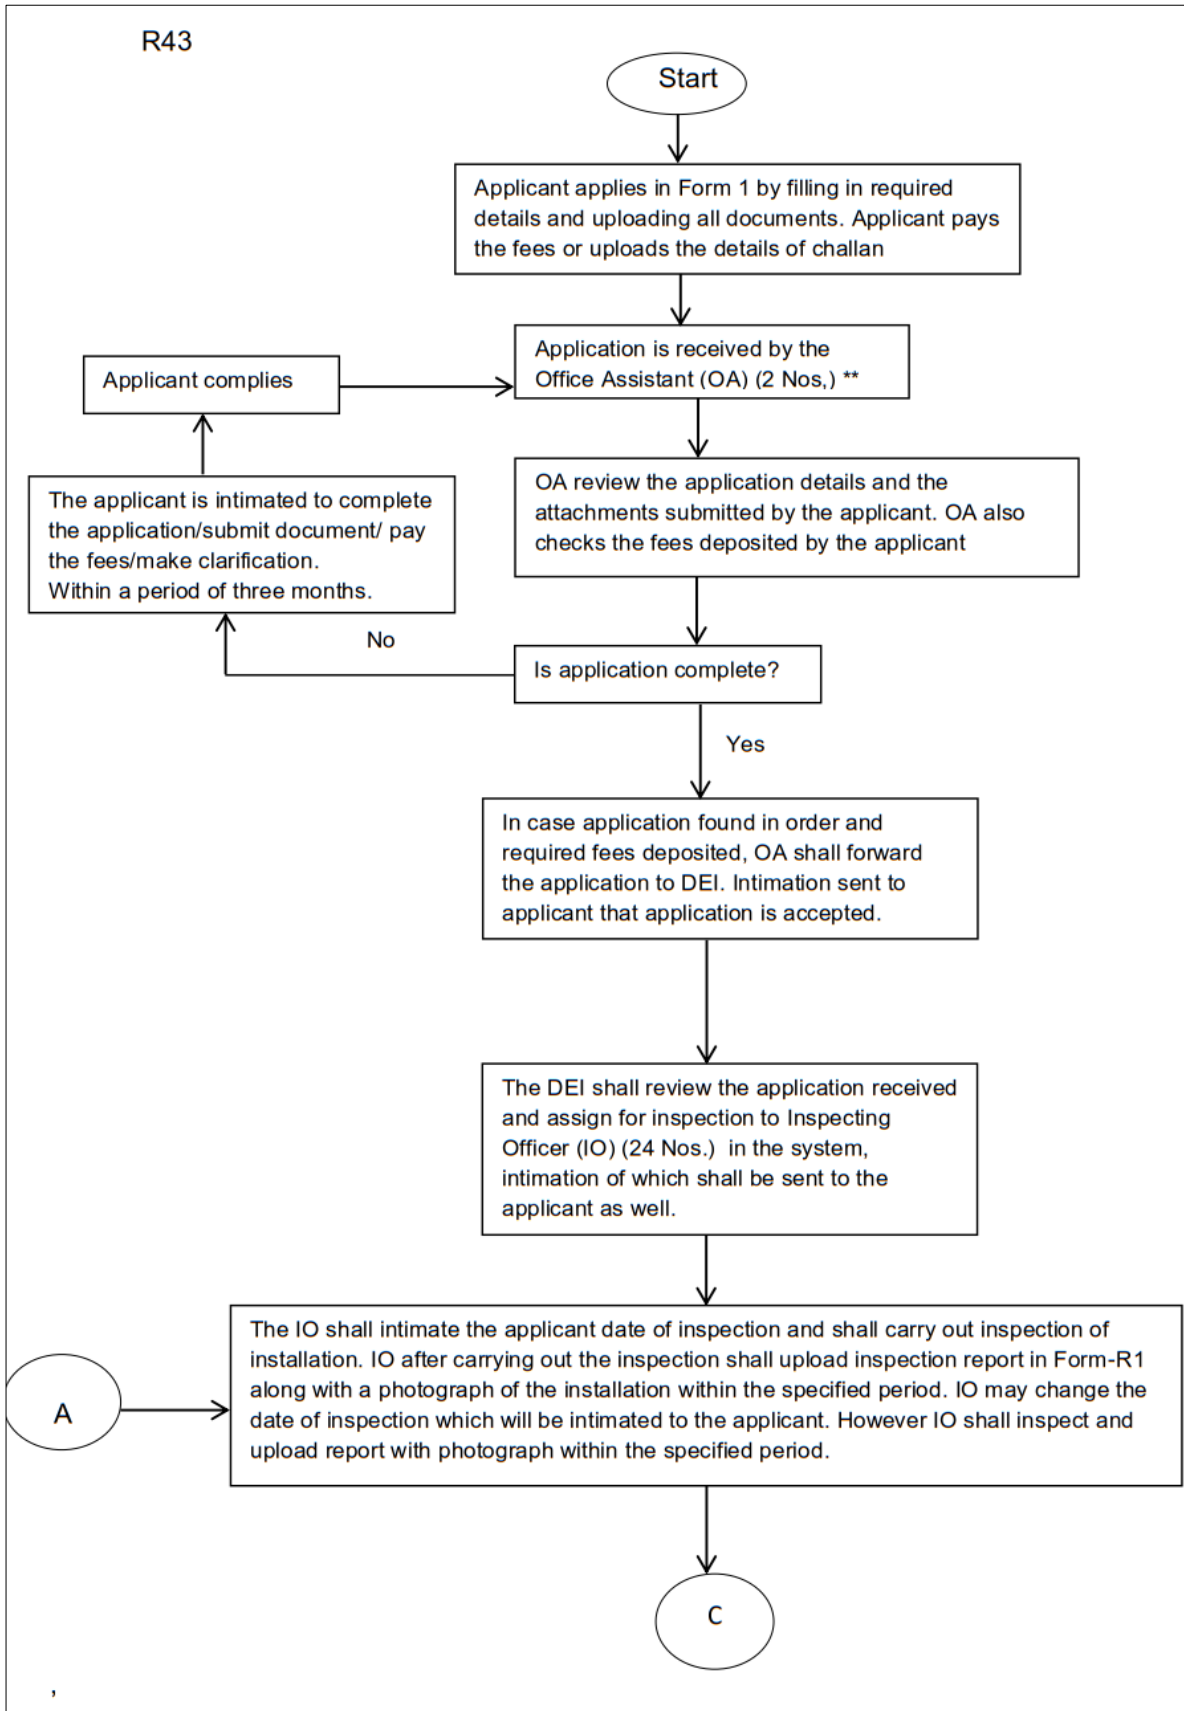 R43
Start
Applicant applies in Form 1 by filling in required
details and uploading all documents. Applicant pays
the fees or uploads the details of challan
Application is received by the
Office Assistant (OA) (2 Nos,) **
Applicant complies
OA review the application details and the
attachments submitted by the applicant. OA also
checks the fees deposited by the applicant
The applicant is intimated to complete
the application/submit document/ pay
the fees/make clarification.
Within a period of three months.
No
Is application complete?
Yes
In case application found in order and
required fees deposited, OA shall forward
the application to DEI. Intimation sent to
applicant that application is accepted.
The DEI shall review the application received
and assign for inspection to Inspecting
Officer (IO) (24 Nos.)  in the system,
intimation of which shall be sent to the
applicant as well.
The IO shall intimate the applicant date of inspection and shall carry out inspection of
installation. IO after carrying out the inspection shall upload inspection report in Form-R1
along with a photograph of the installation within the specified period. IO may change the
date of inspection which will be intimated to the applicant. However IO shall inspect and
upload report with photograph within the specified period.
A
C
,